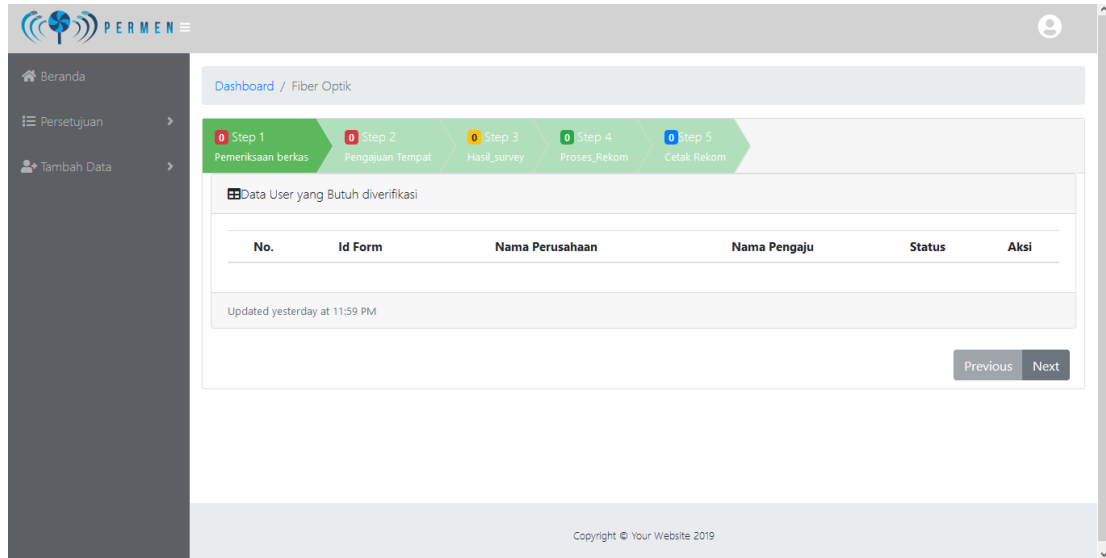 PERMEN
Beranda
Dashboard / Fiber Optik
Persetujuan
0 Step 1
Pemeriksaan berkas
0 Step 2
Pengajuan Tempat
0 Step 3
Hasil_survey
0 Step 4
Proses_Rekom
0 Step 5
Cetak Rekom
Tambah Data
Data User yang Butuh diverifikasi
No. Id Form Nama Perusahaan Nama Pengaju Status Aksi
Updated yesterday at 11:59 PM
Previous Next
Copyright © Your Website 2019